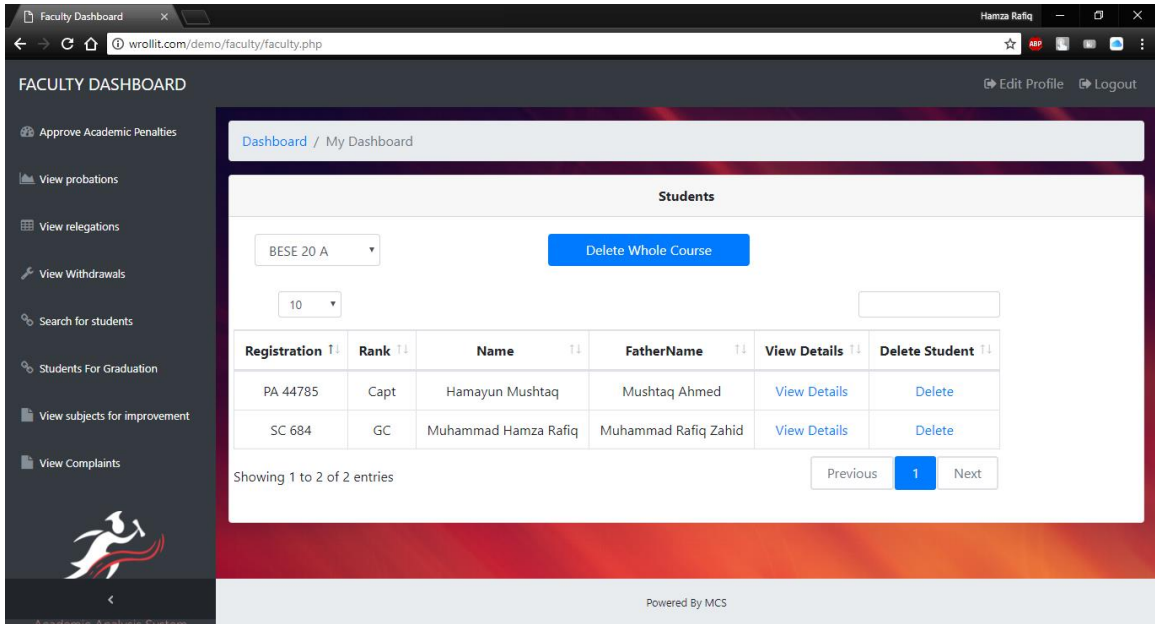 Faculty Dashboard
Hamza Rafiq
wrollit.com/demo/faculty/faculty.php
ABP
FACULTY DASHBOARD
Edit Profile Logout
Approve Academic Penalties
View probations
View relegations
View Withdrawals
Search for students
Students For Graduation
View subjects for improvement
View Complaints
Academic Analysis System
Dashboard / My Dashboard
Students
BESE 20 A Delete Whole Course
10
Registration Rank Name FatherName View Details Delete Student
PA 44785 Capt Hamayun Mushtaq Mushtaq Ahmed View Details Delete
SC 684 GC Muhammad Hamza Rafiq Muhammad Rafiq Zahid View Details Delete
Showing 1 to 2 of 2 entries Previous 1 Next
Powered By MCS